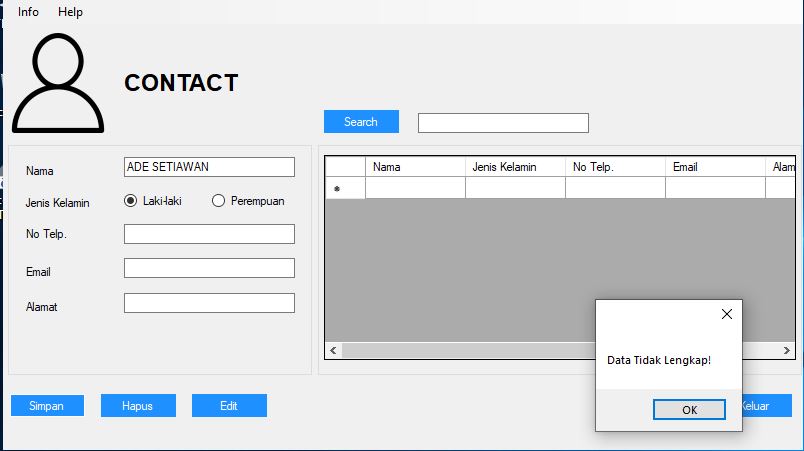 Info Help
CONTACT
Search
Nama ADE SETIAWAN
Jenis Kelamin Laki-laki Perempuan
No Telp.
Email
Alamat
Nama Jenis Kelamin No Telp. Email Alam
Data Tidak Lengkap!
OK
Simpan Hapus Edit Keluar